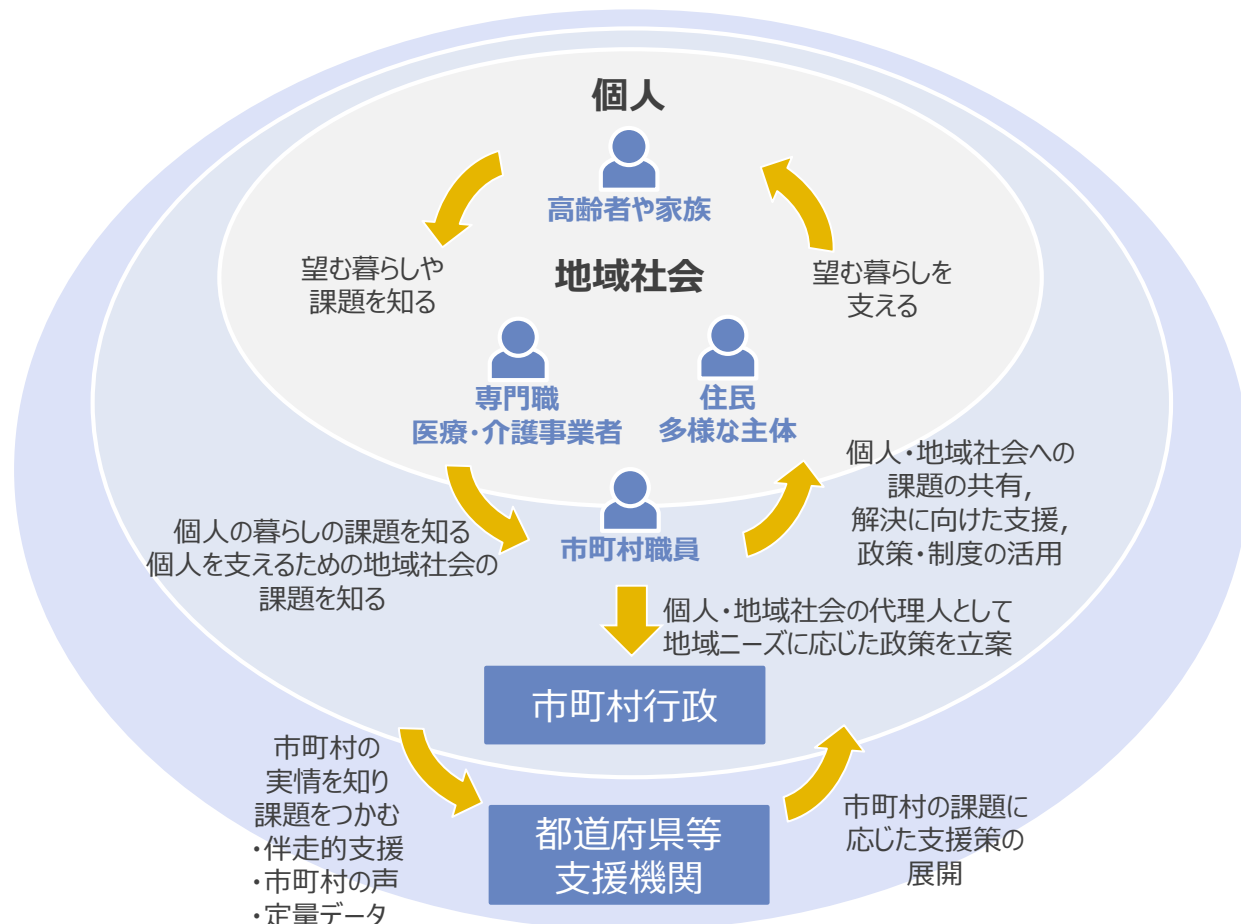 個人
高齢者や家族
望む暮らしや
課題を知る
地域社会
望む暮らしを
支える
専門職
医療・介護事業者
住民
多様な主体
個人・地域社会への
課題の共有,
解決に向けた支援,
政策・制度の活用
個人の暮らしの課題を知る
個人を支えるための地域社会の
課題を知る
市町村職員
個人・地域社会の代理人として
地域ニーズに応じた政策を立案
市町村行政
市町村の
実情を知り
課題をつかむ
・伴走的支援
・市町村の声
・定量データ
都道府県等
支援機関
市町村の課題に
応じた支援策の
展開